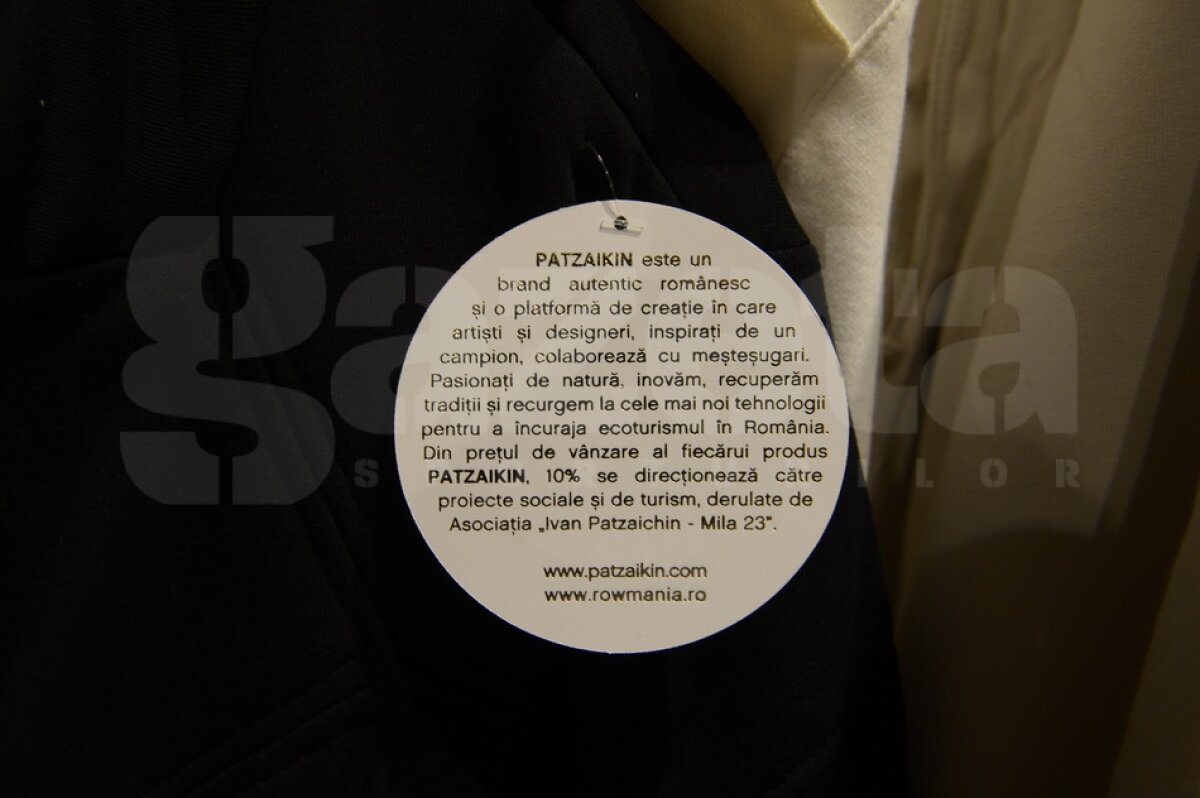 PATZAIKIN este un
brand autentic românesc
și o platformă de creație în care
artiști și designeri, inspirați de un
campion, colaborează cu meșteșugari.
Pasionați de natură, inovăm, recuperăm
tradiții și recurgem la cele mai noi tehnologii
pentru a încuraja ecoturismul în România.
Din prețul de vânzare al fiecărui produs
PATZAIKIN, 10% se direcționează către
proiecte sociale și de turism, derulate de
Asociația „Ivan Patzaichin - Mila 23".
www.patzaikin.com
www.rowmania.ro